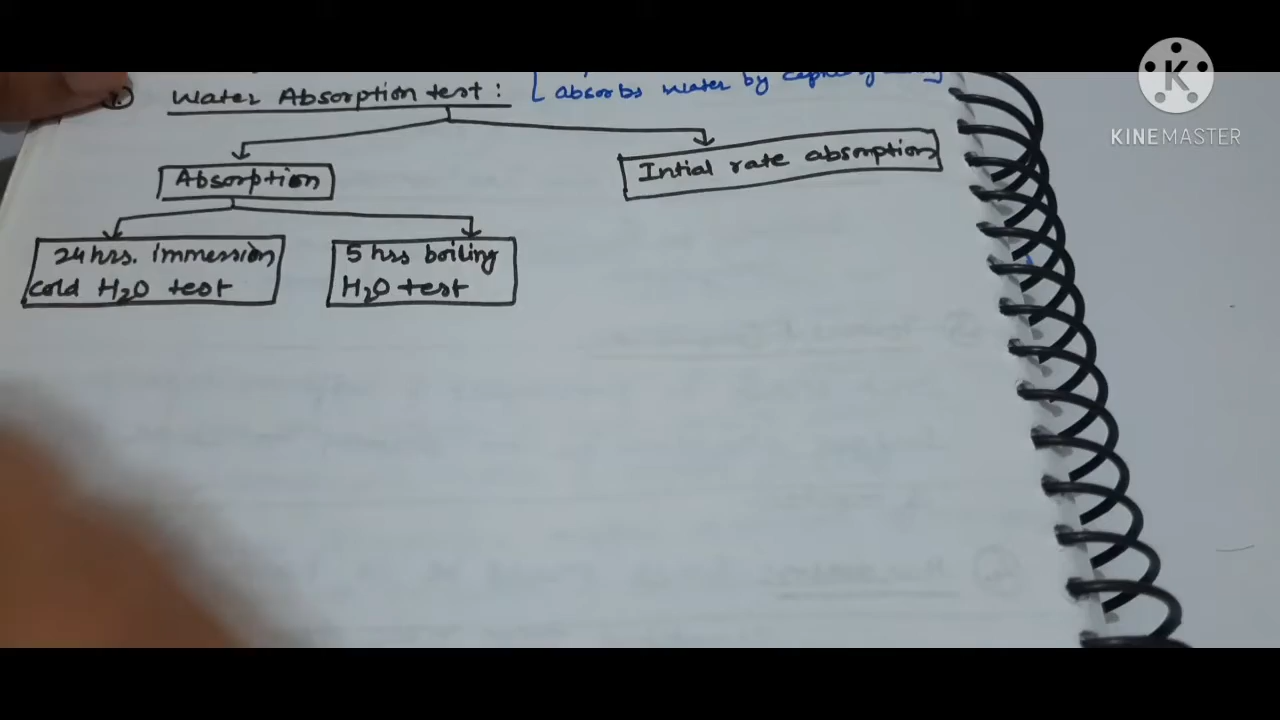 Water Absorption test :
absorbs water by
Absorption
Intial rate absorption
24 hrs. immession
cold H2O test
5 hrs boiling
H2O test
KINEMASTER